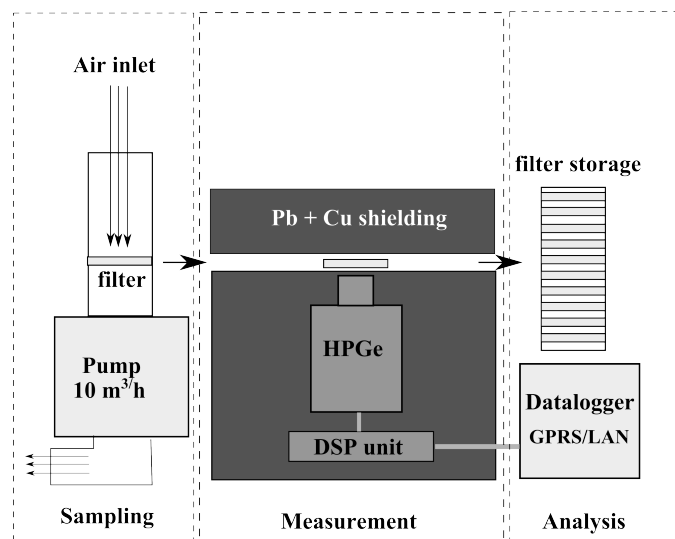 Air inlet
filter
Pump
10 m³/h
Sampling
Pb + Cu shielding
HPGe
DSP unit
Measurement
filter storage
Datalogger
GPRS/LAN
Analysis